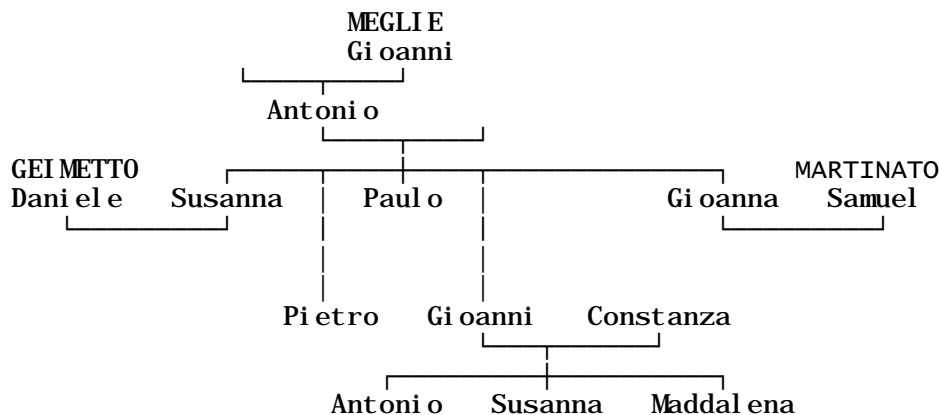 MEGLIE
Gioanni
Antonio
GEIMETTO MARTINATO
Daniele Susanna Paulo Gioanna Samuel
Pietro Gioanni Constanza
Antonio Susanna Maddalena